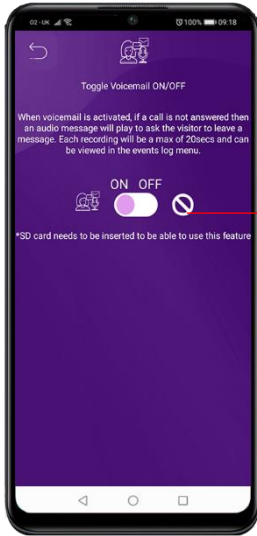 02-UK 100% 09:18
Toggle Voicemail ON/OFF
When voicemail is activated, if a call is not answered then
an audio message will play to ask the visitor to leave a
message. Each recording will be a max of 20secs and can
be viewed in the events log menu.
ON OFF
*SD card needs to be inserted to be able to use this feature